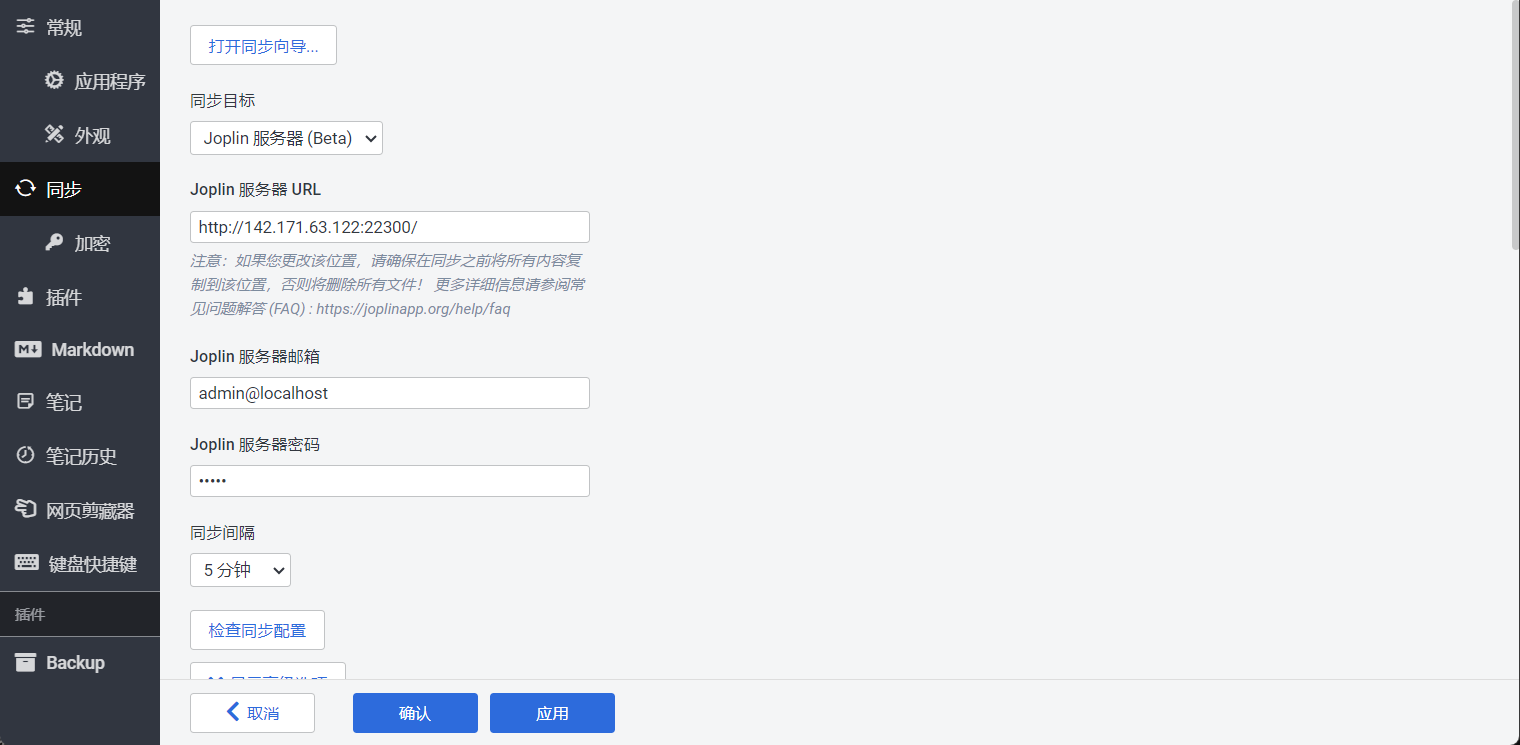 常规
应用程序
外观
同步
加密
插件
Markdown
笔记
笔记历史
网页剪藏器
键盘快捷键
插件
Backup
打开同步向导...
同步目标
Joplin 服务器 (Beta)
Joplin 服务器 URL
http://142.171.63.122:22300/
注意：如果您更改该位置，请确保在同步之前将所有内容复
制到该位置，否则将删除所有文件！ 更多详细信息请参阅常
见问题解答 (FAQ) : https://joplinapp.org/help/faq
Joplin 服务器邮箱
admin@localhost
Joplin 服务器密码
•••••
同步间隔
5 分钟
检查同步配置
显示高级选项
取消
确认
应用